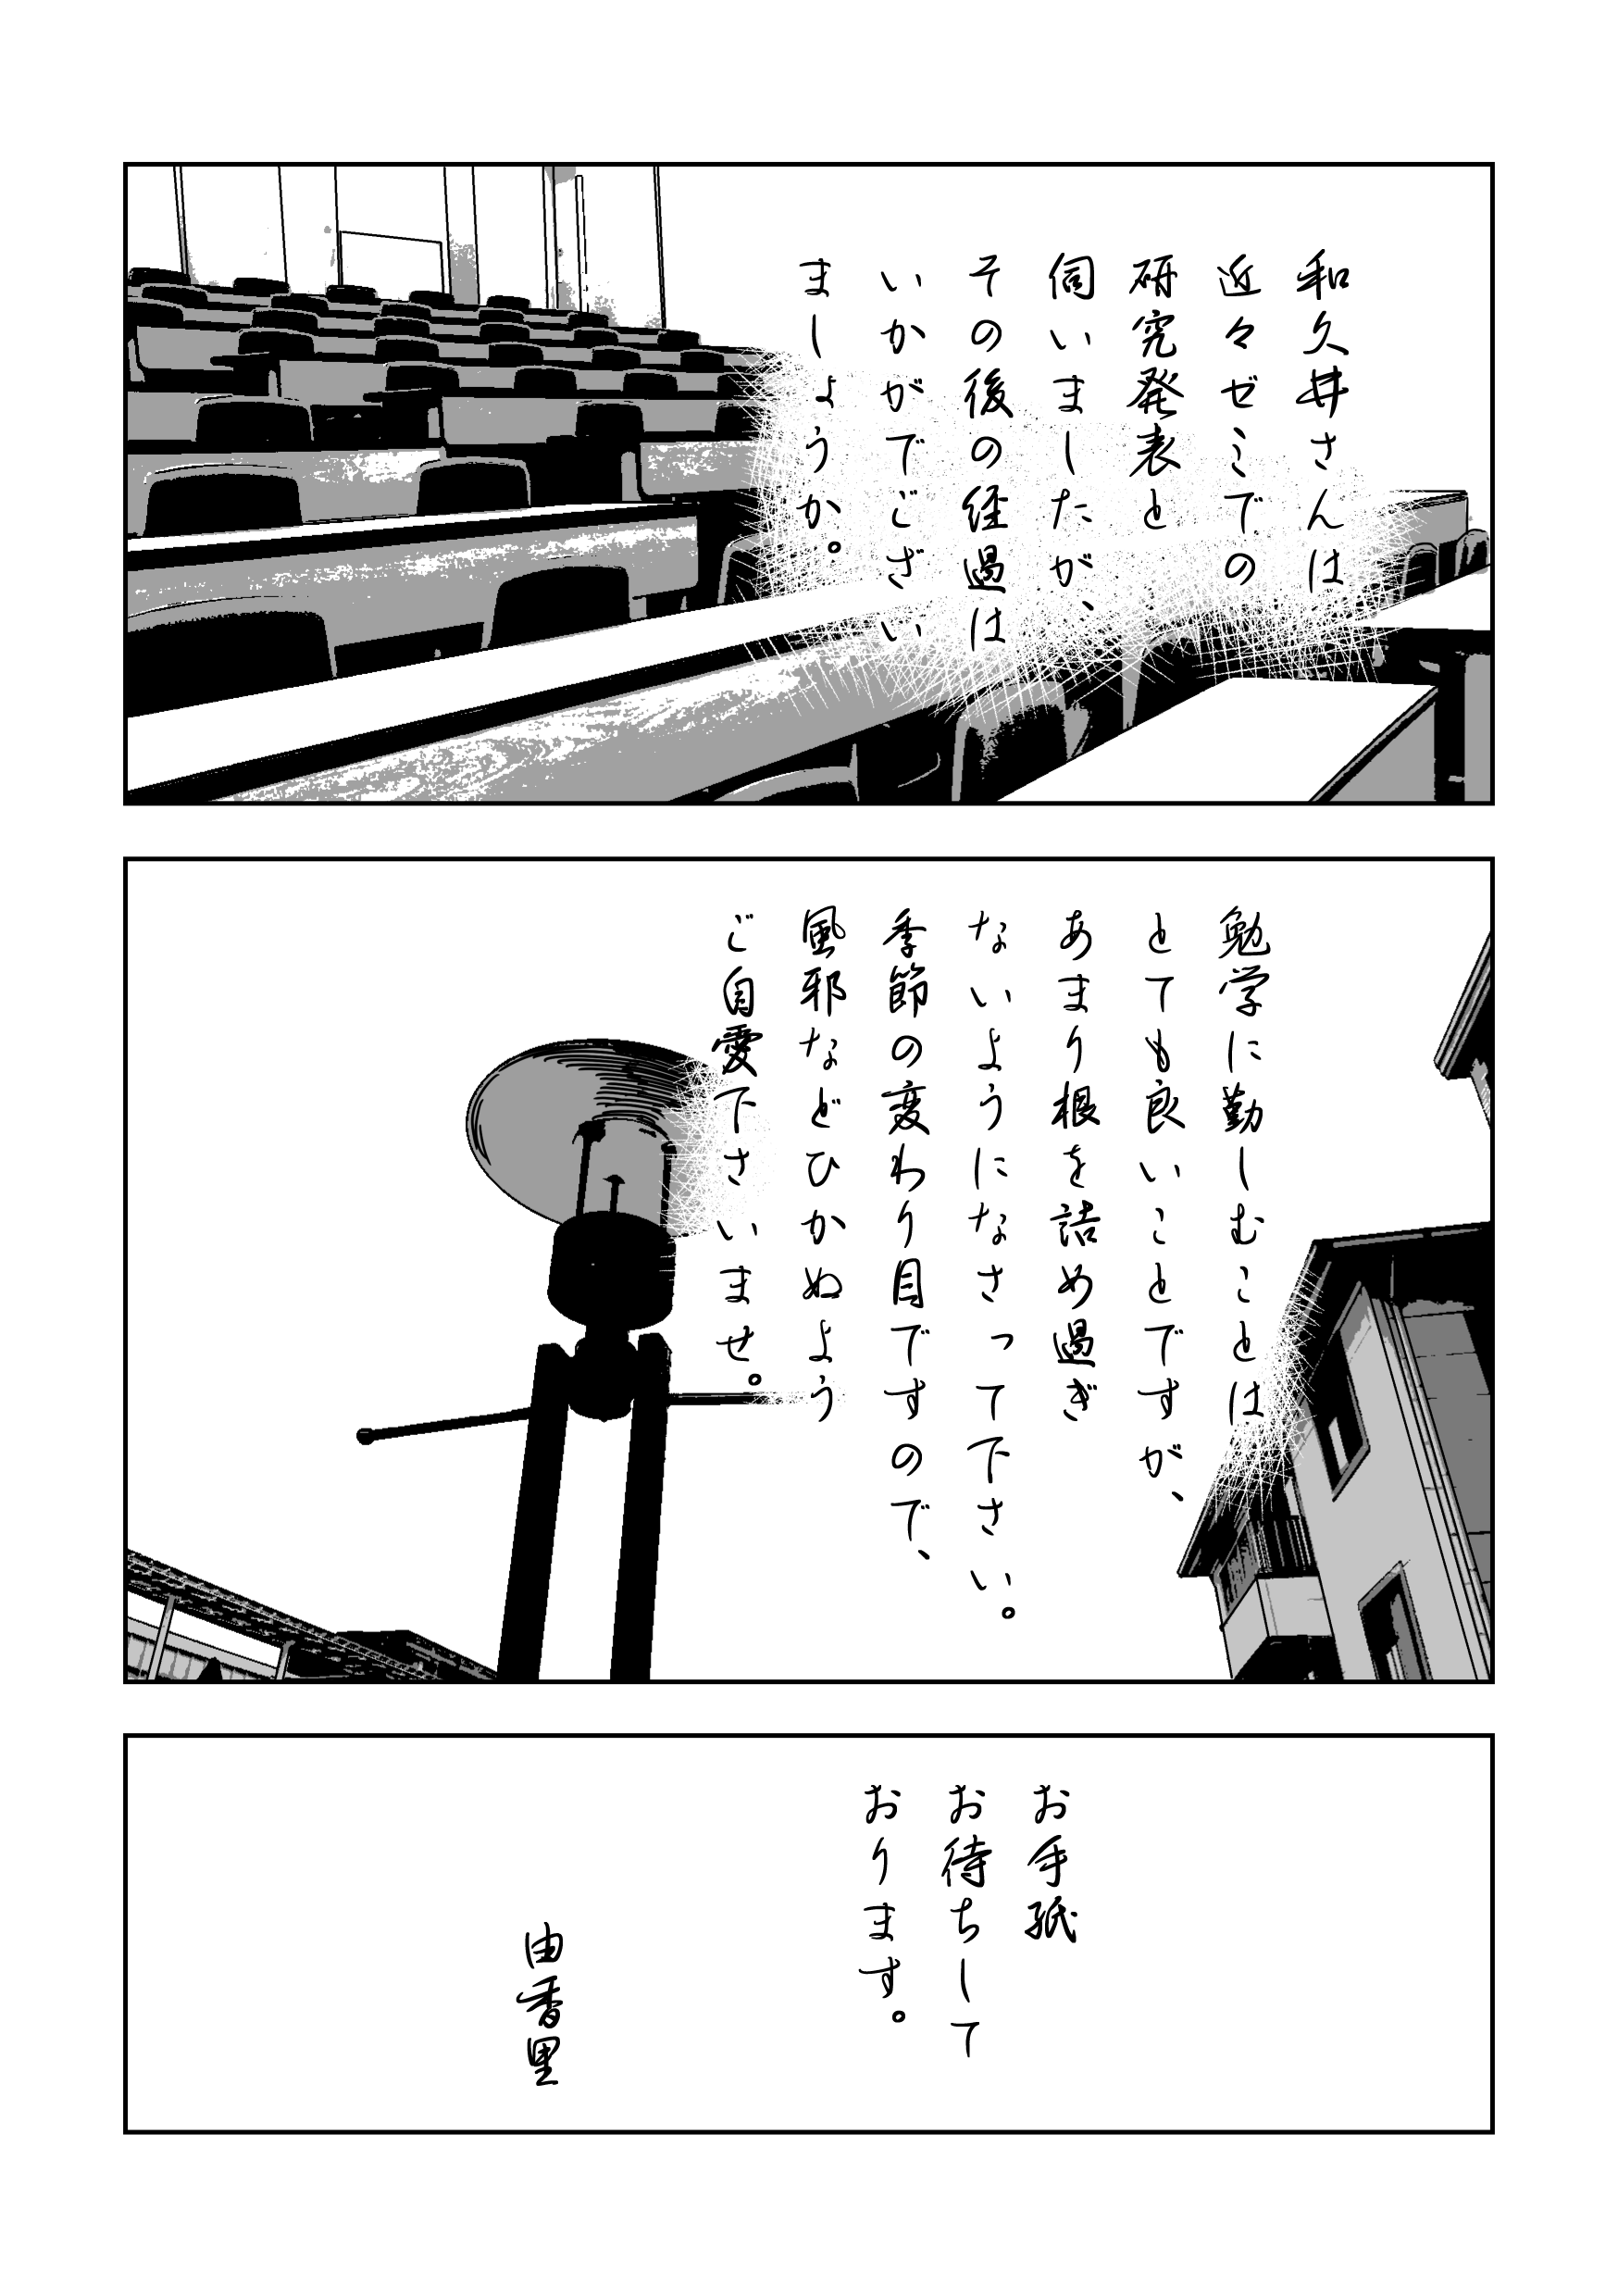 和久井さんは
近々ゼミでの
研究発表と
伺いましたが、
その後の経過は
いかがでござい
ましょうか。
勉学に勤しむことは
とても良いことですが、
あまり根を詰め過ぎ
ないようになさって下さい。
季節の変わり目ですので、
風邪などひかぬよう
ご自愛下さいませ。
お手紙
お待ちして
おります。
由香里